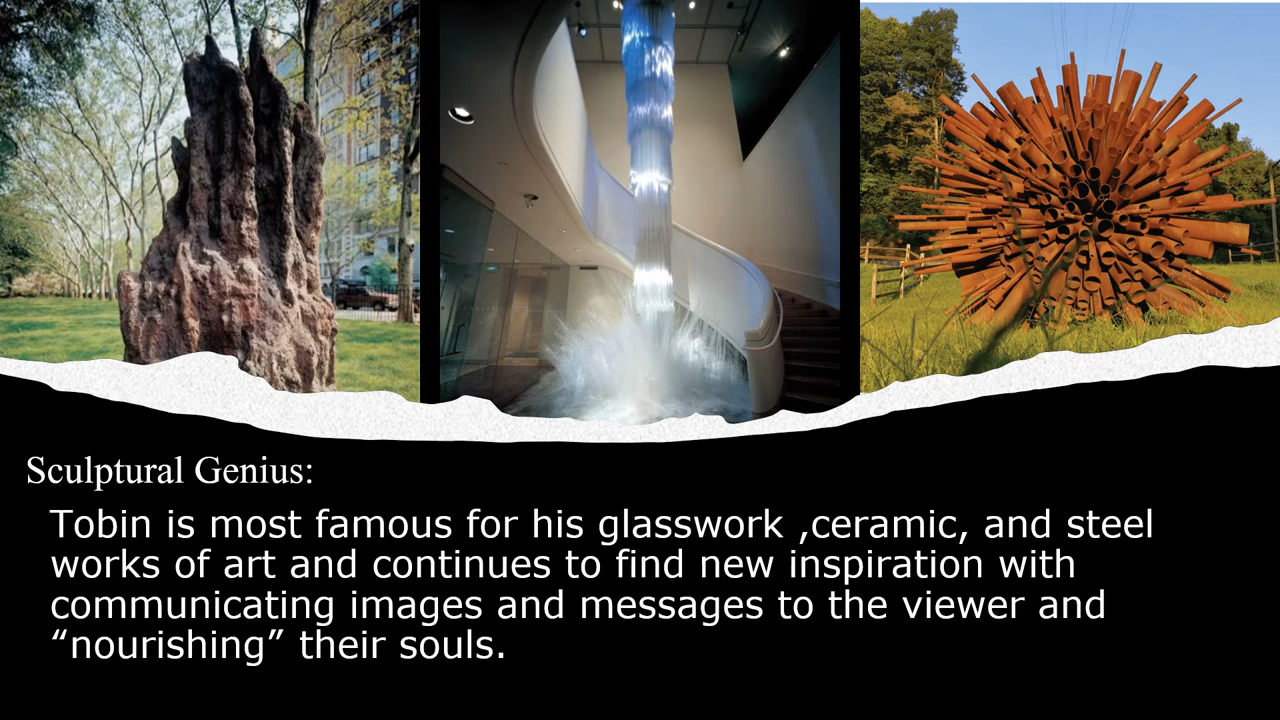 Sculptural Genius:
Tobin is most famous for his glasswork ,ceramic, and steel
works of art and continues to find new inspiration with
communicating images and messages to the viewer and
“nourishing” their souls.